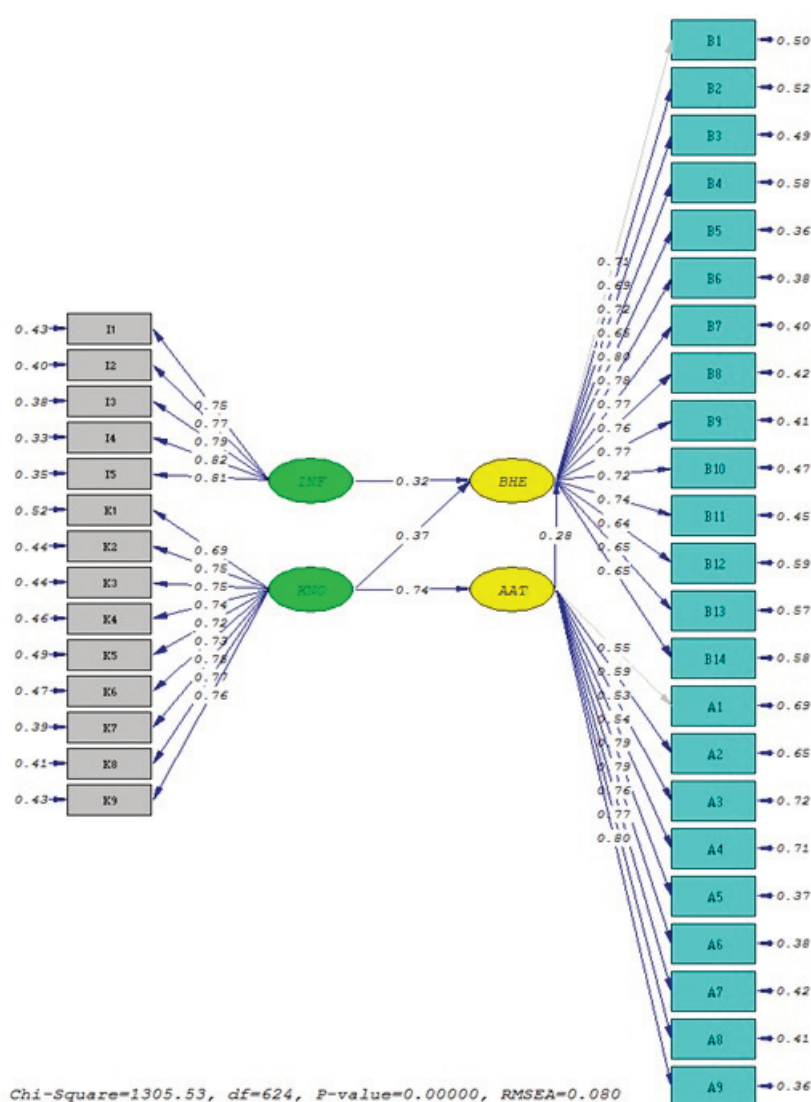 0.43 I1
0.40 I2
0.38 I3
0.33 I4
0.35 I5
0.52 K1
0.44 K2
0.44 K3
0.46 K4
0.49 K5
0.47 K6
0.39 K7
0.41 K8
0.43 K9
0.75
0.77
0.79
0.82
0.81
0.69
0.75
0.75
0.74
0.72
0.73
0.78
0.77
0.76
INF
0.32
BHE
0.37
0.28
KNO
0.74
AAT
0.71
0.69
0.72
0.65
0.80
0.78
0.77
0.76
0.77
0.72
0.74
0.64
0.65
0.65
0.55
0.59
0.53
0.54
0.79
0.79
0.76
0.77
0.80
B1 0.50
B2 0.52
B3 0.49
B4 0.58
B5 0.36
B6 0.38
B7 0.40
B8 0.42
B9 0.41
B10 0.47
B11 0.45
B12 0.59
B13 0.57
B14 0.58
A1 0.69
A2 0.65
A3 0.72
A4 0.71
A5 0.37
A6 0.38
A7 0.42
A8 0.41
A9 0.36
Chi-Square=1305.53, df=624, P-value=0.00000, RMSEA=0.080